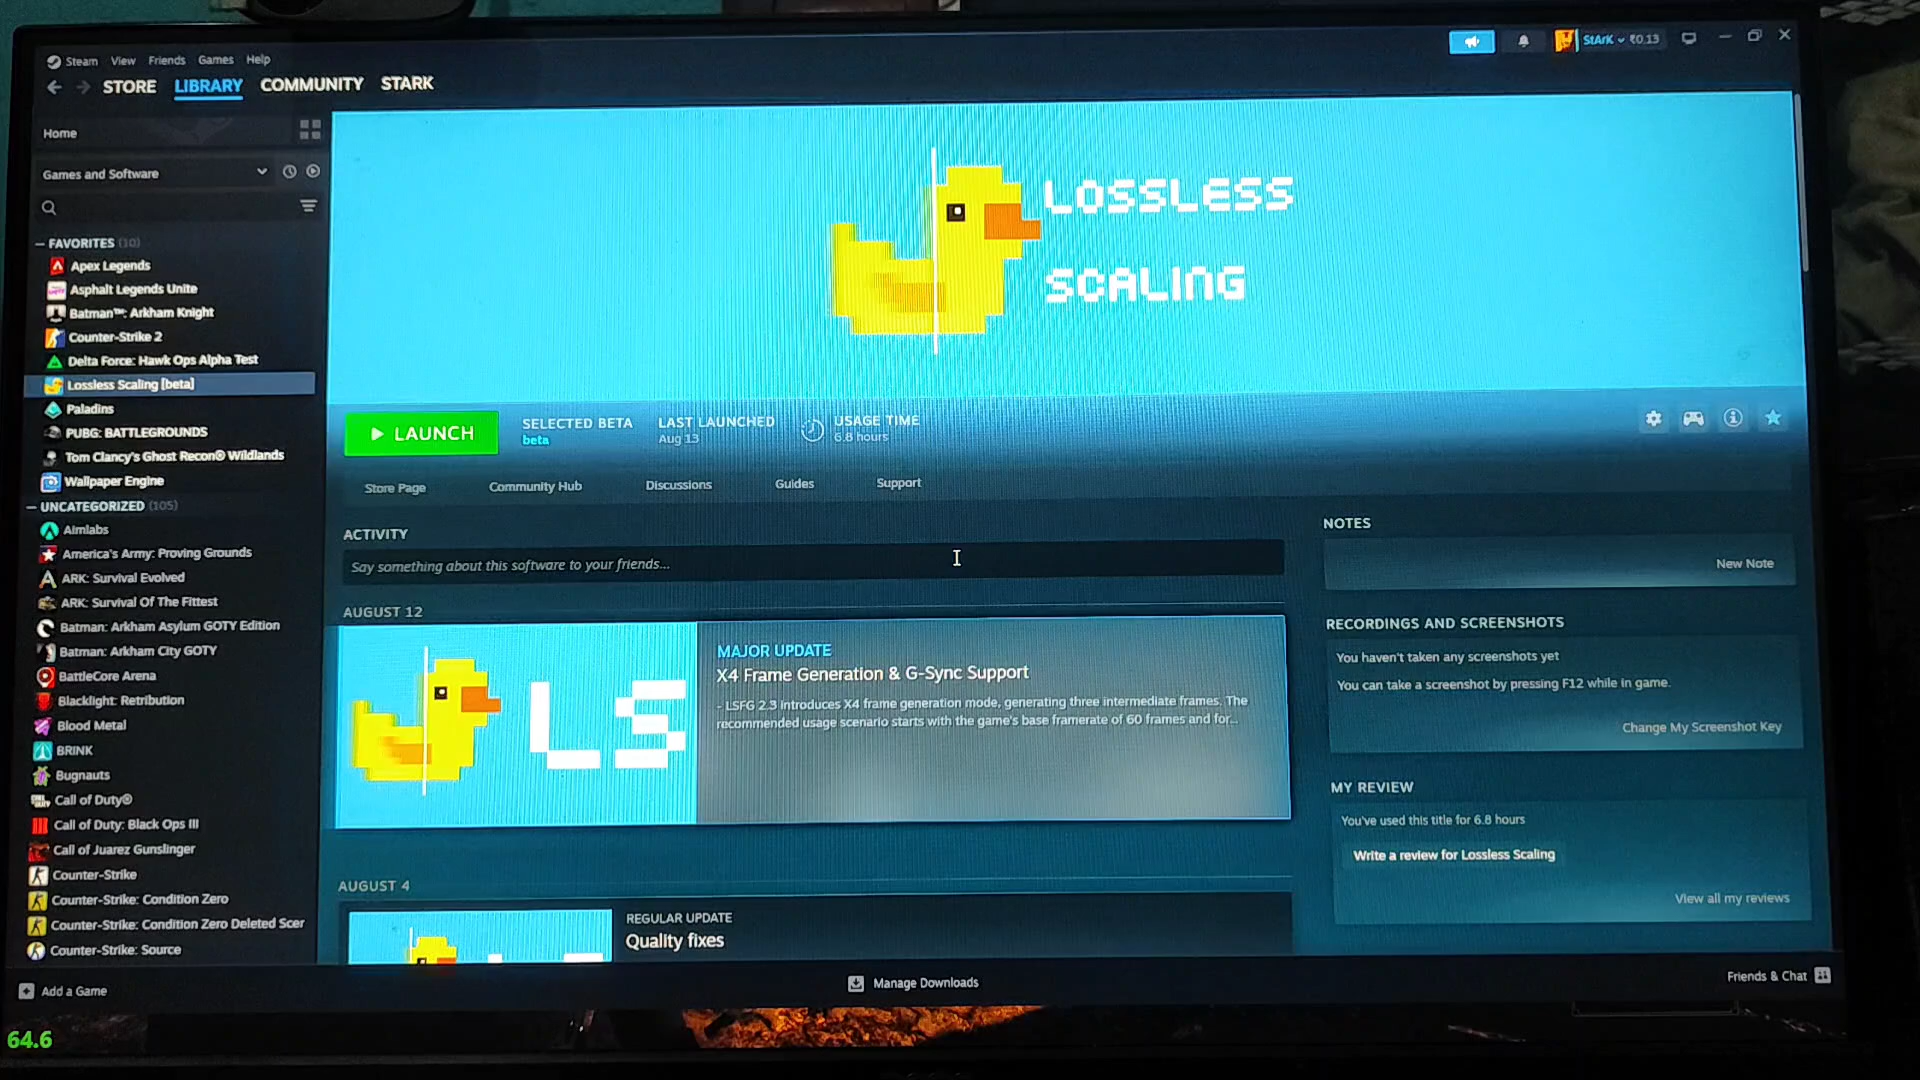 Steam View Friends Games Help
StArK ₹0.13
STORE LIBRARY COMMUNITY STARK
Home
Games and Software
FAVORITES (10)
Apex Legends
Asphalt Legends Unite
Batman™: Arkham Knight
Counter-Strike 2
Delta Force: Hawk Ops Alpha Test
Lossless Scaling [beta]
Paladins
PUBG: BATTLEGROUNDS
Tom Clancy's Ghost Recon® Wildlands
Wallpaper Engine
UNCATEGORIZED (105)
Aimlabs
America's Army: Proving Grounds
ARK: Survival Evolved
ARK: Survival Of The Fittest
Batman: Arkham Asylum GOTY Edition
Batman: Arkham City GOTY
BattleCore Arena
Blacklight: Retribution
Blood Metal
BRINK
Bugnauts
Call of Duty®
Call of Duty: Black Ops III
Call of Juarez Gunslinger
Counter-Strike
Counter-Strike: Condition Zero
Counter-Strike: Condition Zero Deleted Scer
Counter-Strike: Source
LOSSLESS
SCALING
LAUNCH
SELECTED BETA
beta
LAST LAUNCHED
Aug 13
USAGE TIME
6.8 hours
Store Page Community Hub Discussions Guides Support
ACTIVITY
Say something about this software to your friends...
AUGUST 12
LS
MAJOR UPDATE
X4 Frame Generation & G-Sync Support
- LSFG 2.3 introduces X4 frame generation mode, generating three intermediate frames. The
recommended usage scenario starts with the game's base framerate of 60 frames and for...
AUGUST 4
REGULAR UPDATE
Quality fixes
NOTES
New Note
RECORDINGS AND SCREENSHOTS
You haven't taken any screenshots yet
You can take a screenshot by pressing F12 while in game.
Change My Screenshot Key
MY REVIEW
You've used this title for 6.8 hours
Write a review for Lossless Scaling
View all my reviews
Add a Game
Manage Downloads
Friends & Chat
64.6